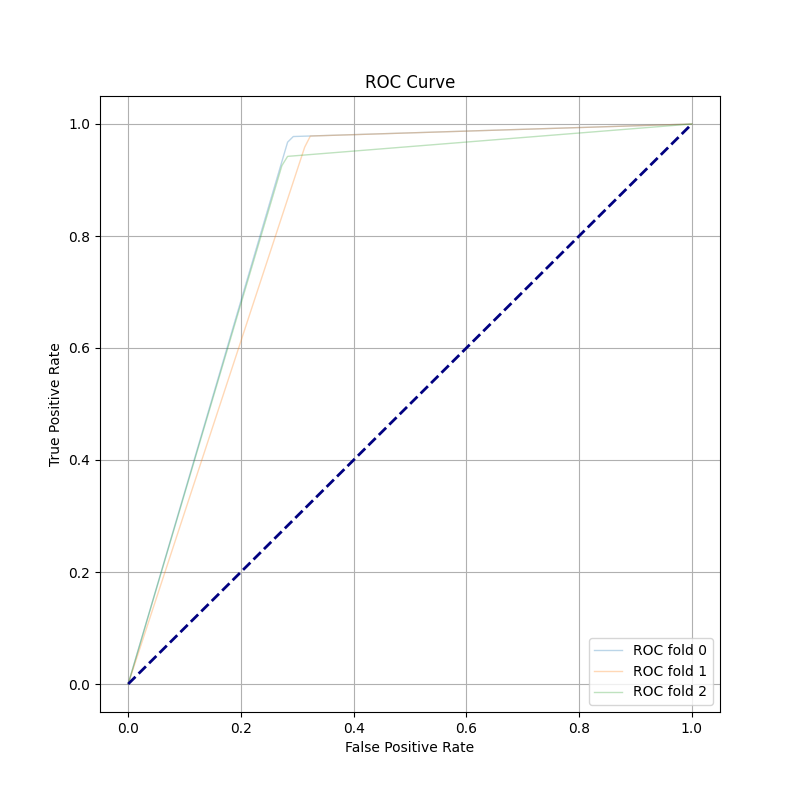 ROC Curve
1.0
0.8
0.6
0.4
0.2
0.0
True Positive Rate
0.0 0.2 0.4 0.6 0.8 1.0
False Positive Rate
ROC fold 0
ROC fold 1
ROC fold 2